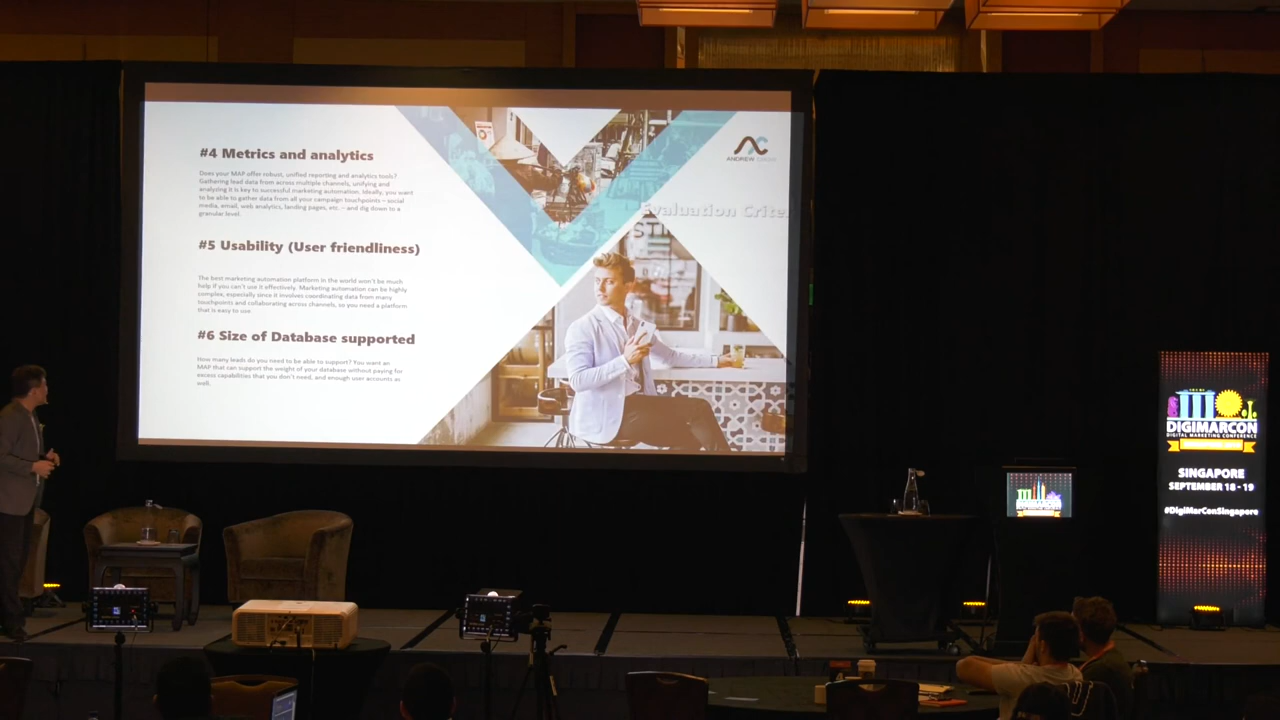 #4 Metrics and analytics
Does your MAP offer robust, unified reporting and analytics tools?
Gathering lead data from across multiple channels, unifying and
analyzing it is key to successful marketing automation. Ideally, you want
to be able to gather data from all your campaign touchpoints – social
media, email, web analytics, landing pages, etc. – and dig down to a
granular level.
#5 Usability (User friendliness)
The best marketing automation platform in the world won't be much
help if you can't use it effectively. Marketing automation can be highly
complex, especially since it involves coordinating data from many
touchpoints and collaborating across channels, so you need a platform
that is easy to use
#6 Size of Database supported
How many leads do you need to be able to support? You want an
MAP that can support the weight of your database without paying for
excess capabilities that you don't need, and enough user accounts as
well.
ANDREW
Evaluation Crite
DIGIMARCON
DIGITAL MARKETING CONFERENCE
SINGAPORE
SEPTEMBER 18 - 19
#DigiMarConSingapore